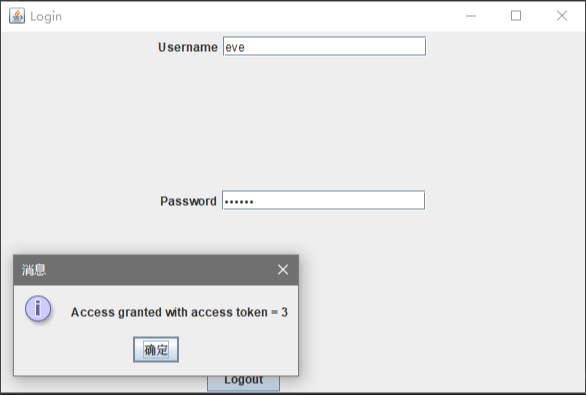 Login
Username eve
Password ••••••
消息
Access granted with access token = 3
确定
Logout